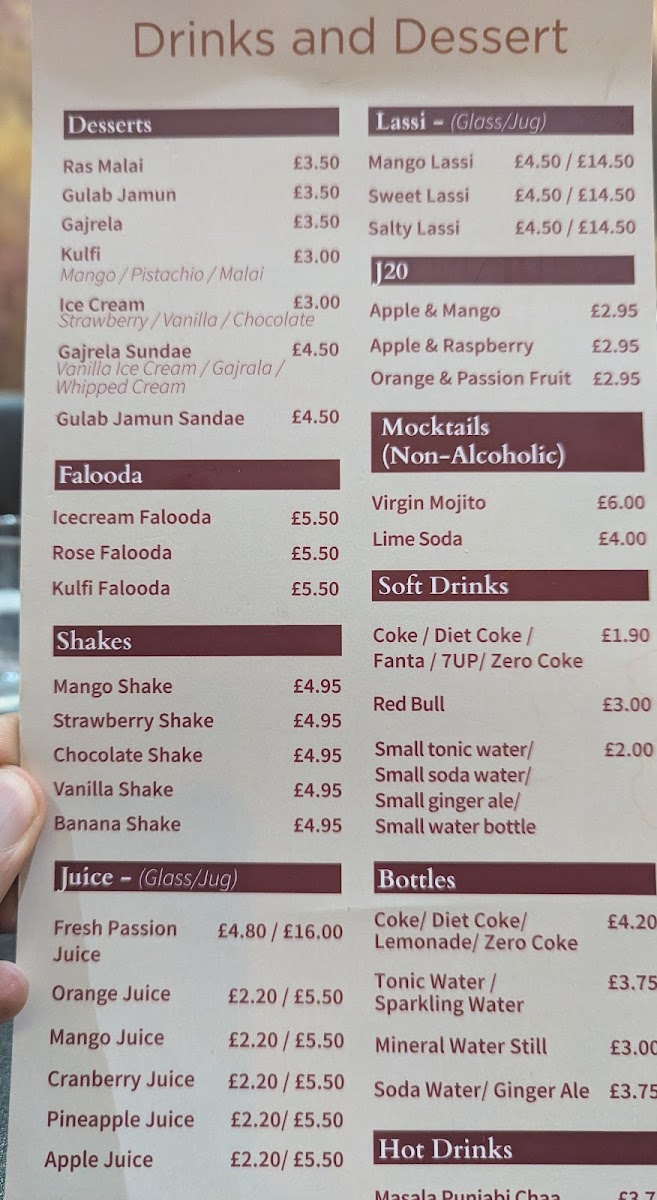 Drinks and Dessert
Desserts
Ras Malai £3.50
Gulab Jamun £3.50
Gajrela £3.50
Kulfi £3.00
Mango / Pistachio / Malai
Ice Cream £3.00
Strawberry / Vanilla / Chocolate
Gajrela Sundae £4.50
Vanilla Ice Cream / Gajrala /
Whipped Cream
Gulab Jamun Sandae £4.50
Falooda
Icecream Falooda £5.50
Rose Falooda £5.50
Kulfi Falooda £5.50
Shakes
Mango Shake £4.95
Strawberry Shake £4.95
Chocolate Shake £4.95
Vanilla Shake £4.95
Banana Shake £4.95
Juice - (Glass/Jug)
Fresh Passion £4.80 / £16.00
Juice
Orange Juice £2.20 / £5.50
Mango Juice £2.20 / £5.50
Cranberry Juice £2.20 / £5.50
Pineapple Juice £2.20/ £5.50
Apple Juice £2.20/ £5.50
Lassi - (Glass/Jug)
Mango Lassi £4.50 / £14.50
Sweet Lassi £4.50 / £14.50
Salty Lassi £4.50 / £14.50
J20
Apple & Mango £2.95
Apple & Raspberry £2.95
Orange & Passion Fruit £2.95
Mocktails
(Non-Alcoholic)
Virgin Mojito £6.00
Lime Soda £4.00
Soft Drinks
Coke / Diet Coke / £1.90
Fanta / 7UP/ Zero Coke
Red Bull £3.00
Small tonic water/ £2.00
Small soda water/
Small ginger ale/
Small water bottle
Bottles
Coke/ Diet Coke/ £4.20
Lemonade/ Zero Coke
Tonic Water / £3.75
Sparkling Water
Mineral Water Still £3.00
Soda Water/ Ginger Ale £3.75
Hot Drinks
Masala Punjabi Chaa